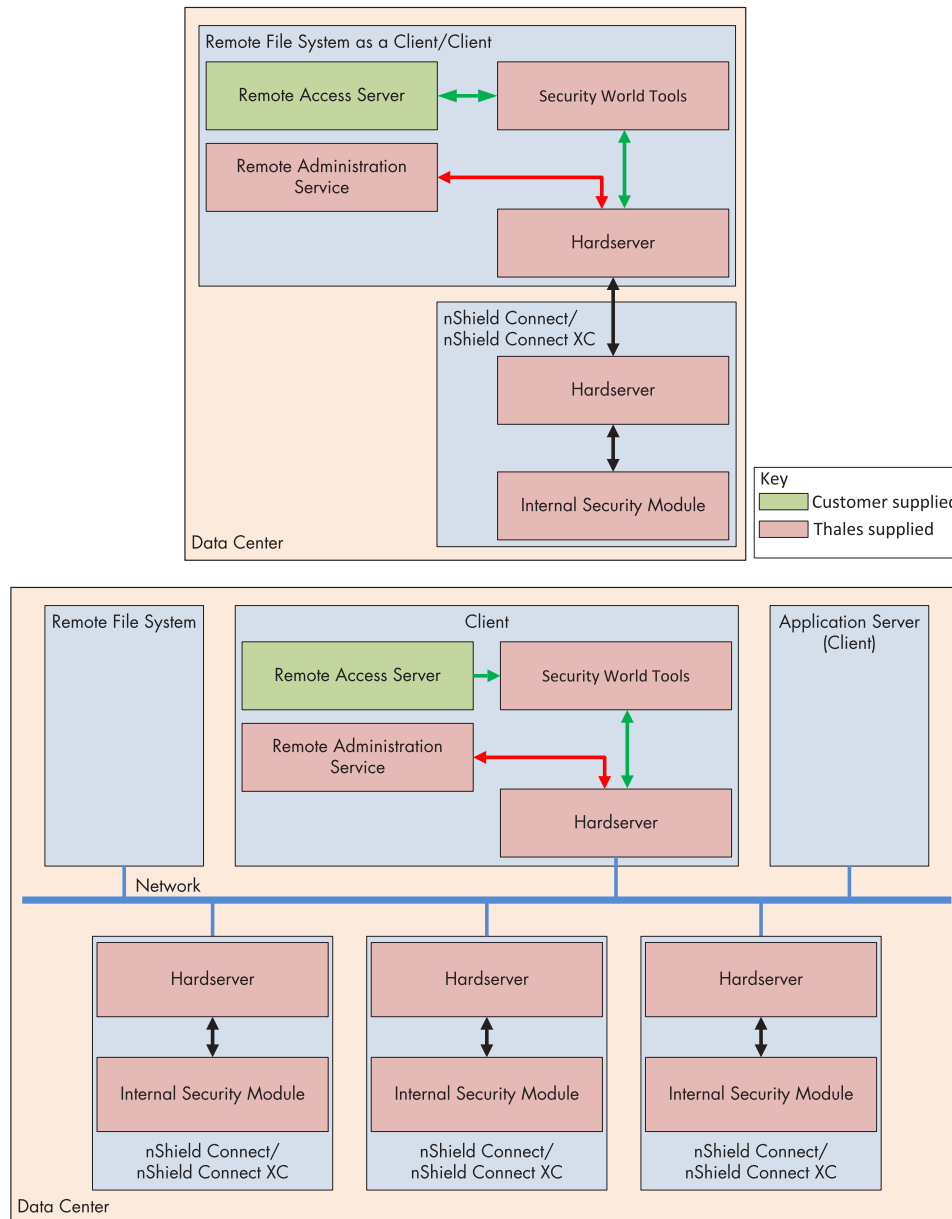 Remote File System as a Client/Client
Remote Access Server
Security World Tools
Remote Administration
Service
Hardserver
nShield Connect/
nShield Connect XC
Hardserver
Internal Security Module
Data Center
Key
Customer supplied
Thales supplied
Remote File System
Client
Application Server
(Client)
Remote Access Server
Security World Tools
Remote Administration
Service
Hardserver
Network
Hardserver
Hardserver
Hardserver
Internal Security Module
Internal Security Module
Internal Security Module
nShield Connect/
nShield Connect XC
nShield Connect/
nShield Connect XC
nShield Connect/
nShield Connect XC
Data Center